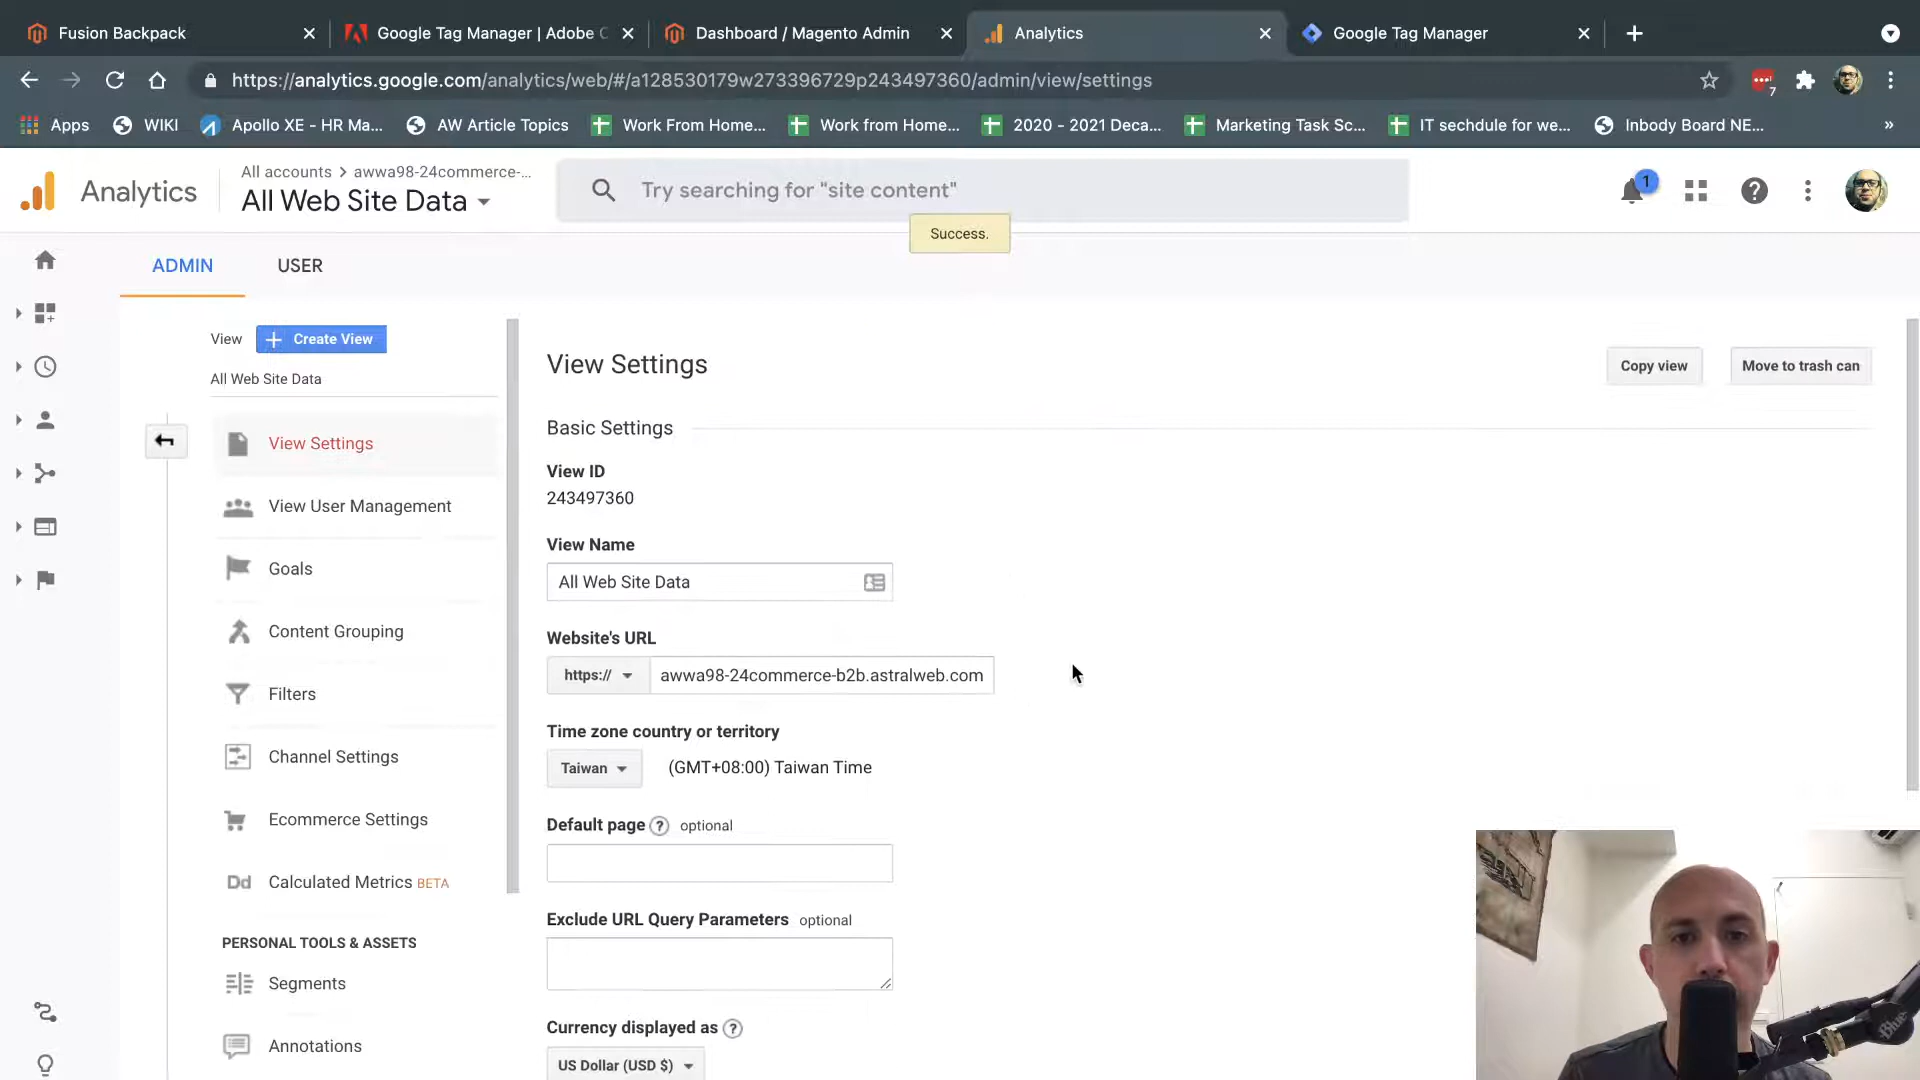 Fusion Backpack
Google Tag Manager | Adobe C
Dashboard / Magento Admin
Analytics
Google Tag Manager
https://analytics.google.com/analytics/web/#/a128530179w273396729p243497360/admin/view/settings
7
Apps
WIKI
Apollo XE - HR Ma...
AW Article Topics
Work From Home...
Work from Home...
2020 - 2021 Deca...
Marketing Task Sc...
IT sechdule for we...
Inbody Board NE...
»
Analytics
All accounts > awwa98-24commerce-...
All Web Site Data
Try searching for "site content"
1
Success.
ADMIN
USER
View
+ Create View
All Web Site Data
View Settings
View User Management
Goals
Content Grouping
Filters
Channel Settings
Ecommerce Settings
Dd Calculated Metrics BETA
PERSONAL TOOLS & ASSETS
Segments
Annotations
View Settings
Copy view
Move to trash can
Basic Settings
View ID
243497360
View Name
All Web Site Data
Website's URL
https://
awwa98-24commerce-b2b.astralweb.com
Time zone country or territory
Taiwan
(GMT+08:00) Taiwan Time
Default page ? optional
Exclude URL Query Parameters optional
Currency displayed as ?
US Dollar (USD $)
Blue